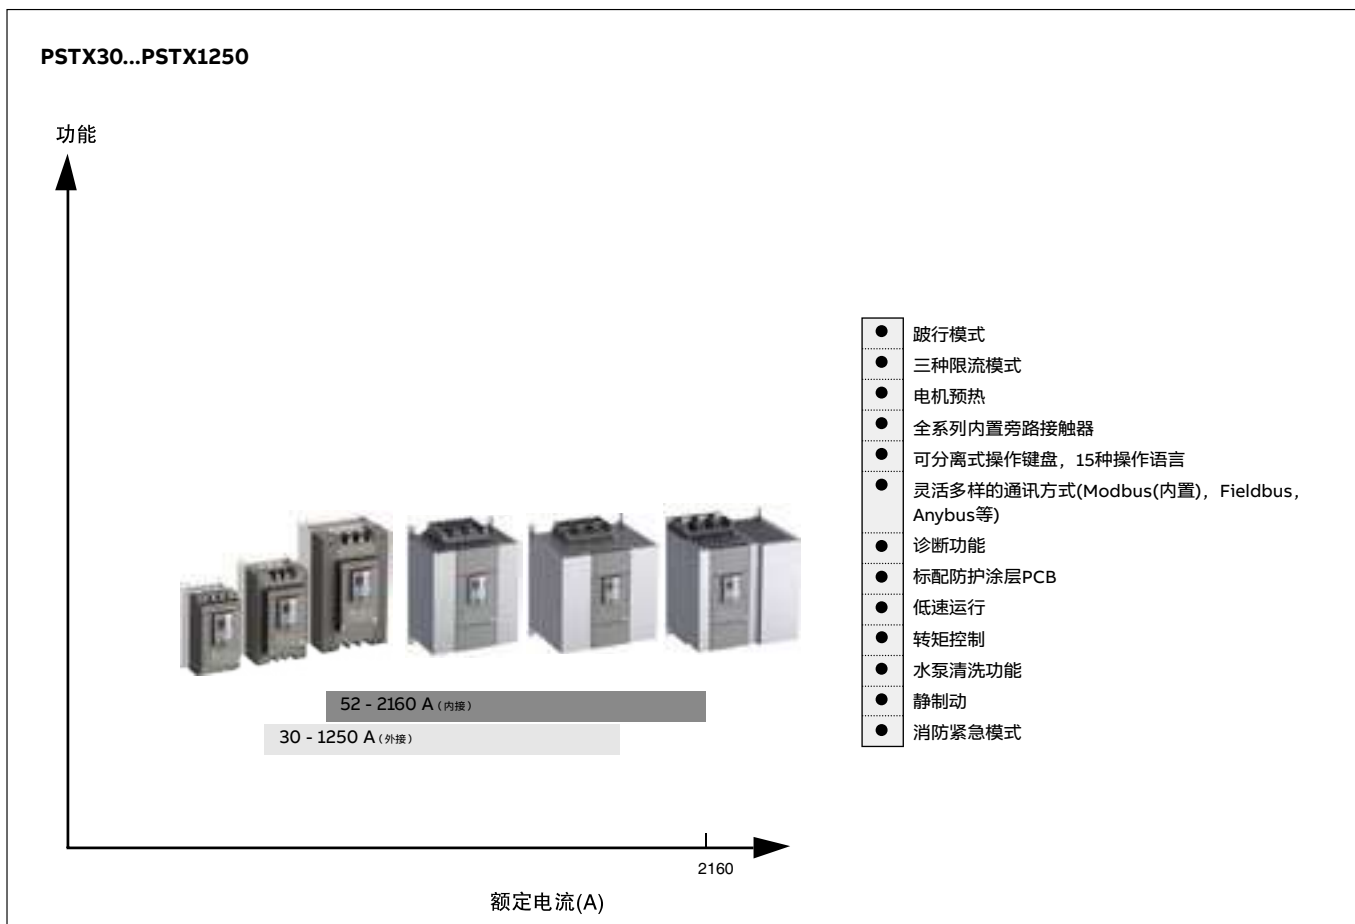 PSTX30...PSTX1250
功能
跛行模式
三种限流模式
电机预热
全系列内置旁路接触器
可分离式操作键盘，15种操作语言
灵活多样的通讯方式(Modbus(内置)，Fieldbus，
Anybus等)
诊断功能
标配防护涂层PCB
低速运行
转矩控制
水泵清洗功能
静制动
消防紧急模式
52 - 2160 A (内接)
30 - 1250 A (外接)
2160
额定电流(A)